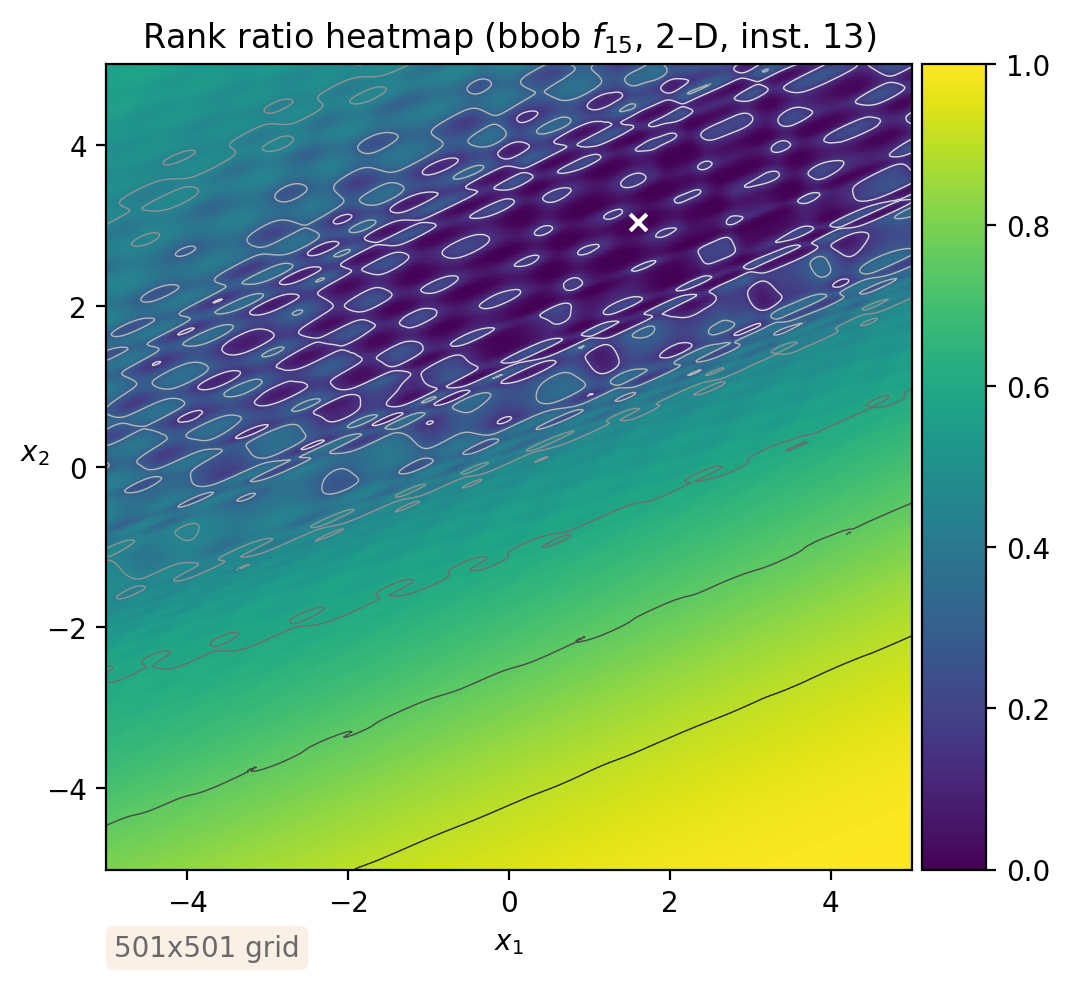 Rank ratio heatmap (bbob f₁₅, 2–D, inst. 13)
1.0
0.8
0.6
0.4
0.2
0.0
4
2
0
−2
−4
x₂
−4 −2 0 2 4
x₁
501x501 grid